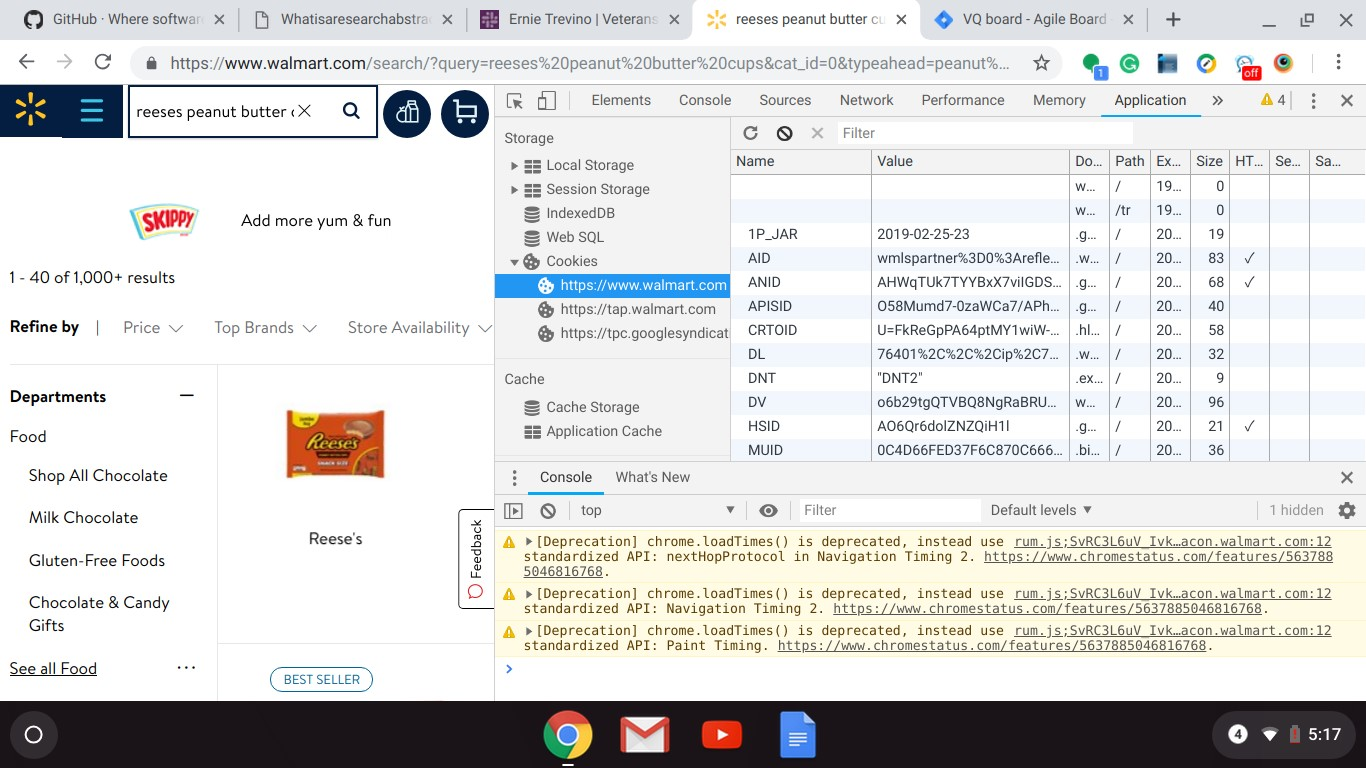 GitHub · Where softwar
Whatisaresearchabstra
Ernie Trevino | Veterans
reeses peanut butter cu
VQ board - Agile Board
https://www.walmart.com/search/?query=reeses%20peanut%20butter%20cups&cat_id=0&typeahead=peanut%...
1
off
reeses peanut butter c
SKIPPY
Add more yum & fun
1 - 40 of 1,000+ results
Refine by | Price Top Brands Store Availability
Departments
Food
Shop All Chocolate
Milk Chocolate
Gluten-Free Foods
Chocolate & Candy
Gifts
See all Food ...
Reese's
SNACK SIZE
Reese's
BEST SELLER
Feedback
Elements Console Sources Network Performance Memory Application » 4
Storage
Local Storage
Session Storage
IndexedDB
Web SQL
Cookies
https://www.walmart.com
https://tap.walmart.com
https://tpc.googlesyndicat
Cache
Cache Storage
Application Cache
Filter
Name Value Do... Path Ex... Size HT... Se... Sa...
w... / 19... 0
w... /tr 19... 0
1P_JAR 2019-02-25-23 .g... / 20... 19
AID wmlspartner%3D0%3Arefle... .d... / 20... 83 ✓
ANID AHWqTUk7TYYBxX7viIGDS... .g... / 20... 68 ✓
APISID O58Mumd7-0zaWCa7/APh... .g... / 20... 40
CRTOID U=FkReGpPA64ptMY1wiW-... .hl... / 20... 58
DL 76401%2C%2C%2Cip%2C7... .w... / 20... 32
DNT "DNT2" .ex... / 20... 9
DV o6b29tgQTVBQ8NgRaBRU... w... / 20... 96
HSID AO6Qr6dolZNZQiH1l .g... / 20... 21 ✓
MUID 0C4D66FED37F6C870C666... .bi... / 20... 36
Console What's New
top Filter Default levels 1 hidden
[Deprecation] chrome.loadTimes() is deprecated, instead use rum.js;SvRC3L6uV_Ivk…acon.walmart.com:12
standardized API: nextHopProtocol in Navigation Timing 2. https://www.chromestatus.com/features/563788
5046816768.
[Deprecation] chrome.loadTimes() is deprecated, instead use rum.js;SvRC3L6uV_Ivk…acon.walmart.com:12
standardized API: Navigation Timing 2. https://www.chromestatus.com/features/5637885046816768.
[Deprecation] chrome.loadTimes() is deprecated, instead use rum.js;SvRC3L6uV_Ivk…acon.walmart.com:12
standardized API: Paint Timing. https://www.chromestatus.com/features/5637885046816768.
4 5:17